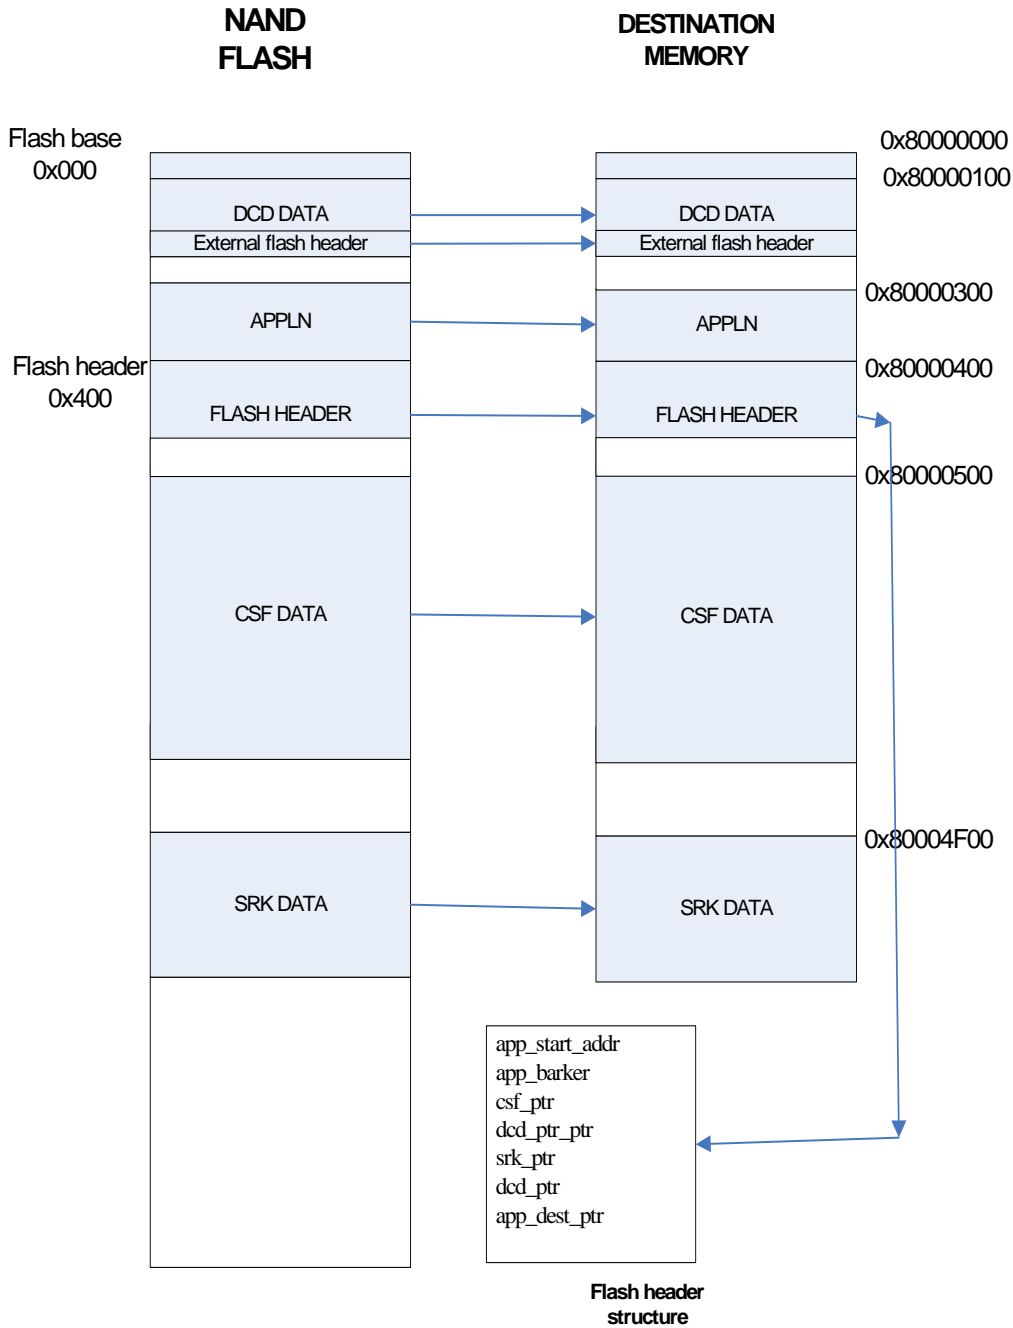 NAND
FLASH
DESTINATION
MEMORY
Flash base
0x000
0x80000000
0x80000100
DCD DATA
DCD DATA
External flash header
External flash header
0x80000300
APPLN
APPLN
Flash header
0x400
0x80000400
FLASH HEADER
FLASH HEADER
0x80000500
CSF DATA
CSF DATA
0x80004F00
SRK DATA
SRK DATA
app_start_addr
app_barker
csf_ptr
dcd_ptr_ptr
srk_ptr
dcd_ptr
app_dest_ptr
Flash header
structure